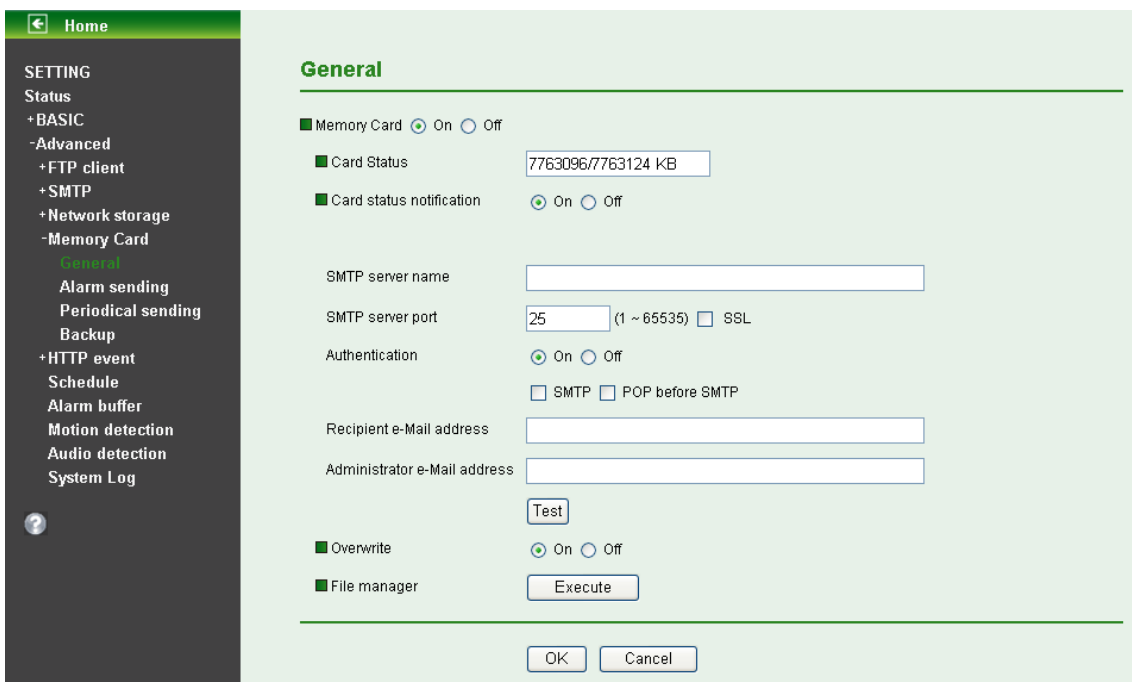 Home
SETTING
Status
+BASIC
-Advanced
+FTP client
+SMTP
+Network storage
-Memory Card
General
Alarm sending
Periodical sending
Backup
+HTTP event
Schedule
Alarm buffer
Motion detection
Audio detection
System Log
?
General
Memory Card On Off
Card Status 7763096/7763124 KB
Card status notification On Off
SMTP server name
SMTP server port 25 (1 ~ 65535) SSL
Authentication On Off
SMTP POP before SMTP
Recipient e-Mail address
Administrator e-Mail address
Test
Overwrite On Off
File manager Execute
OK Cancel